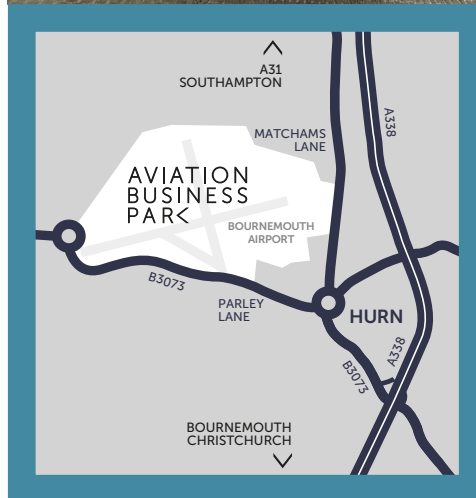 A31
SOUTHAMPTON
MATCHAMS
LANE
A338
AVIATION
BUSINESS
PARK
BOURNEMOUTH
AIRPORT
B3073
PARLEY
LANE
HURN
A338
B3073
BOURNEMOUTH
CHRISTCHURCH